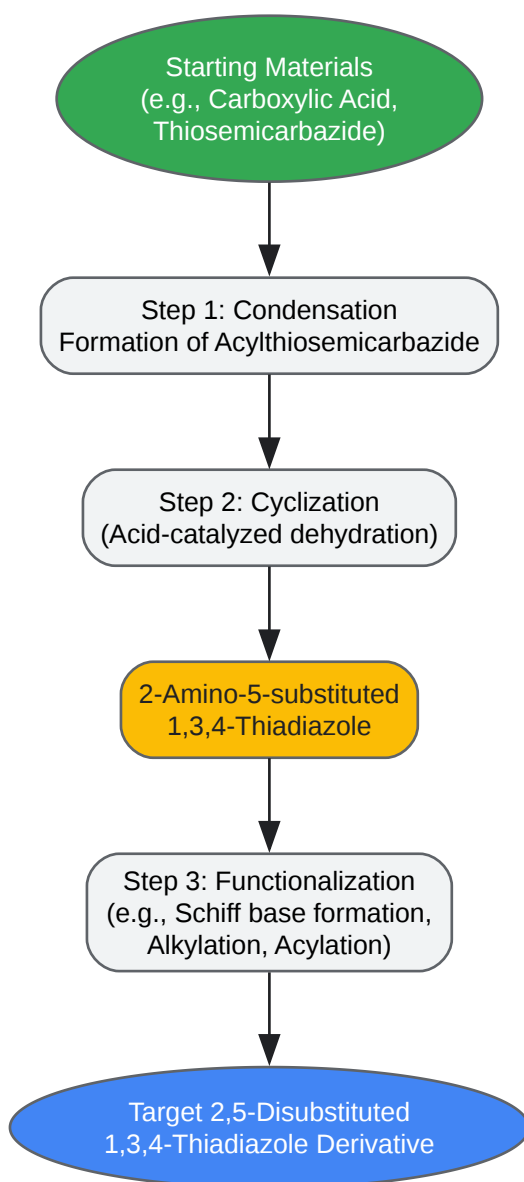 Starting Materials
(e.g., Carboxylic Acid,
Thiosemicarbazide)
Step 1: Condensation
Formation of Acylthiosemicarbazide
Step 2: Cyclization
(Acid-catalyzed dehydration)
2-Amino-5-substituted
1,3,4-Thiadiazole
Step 3: Functionalization
(e.g., Schiff base formation,
Alkylation, Acylation)
Target 2,5-Disubstituted
1,3,4-Thiadiazole Derivative